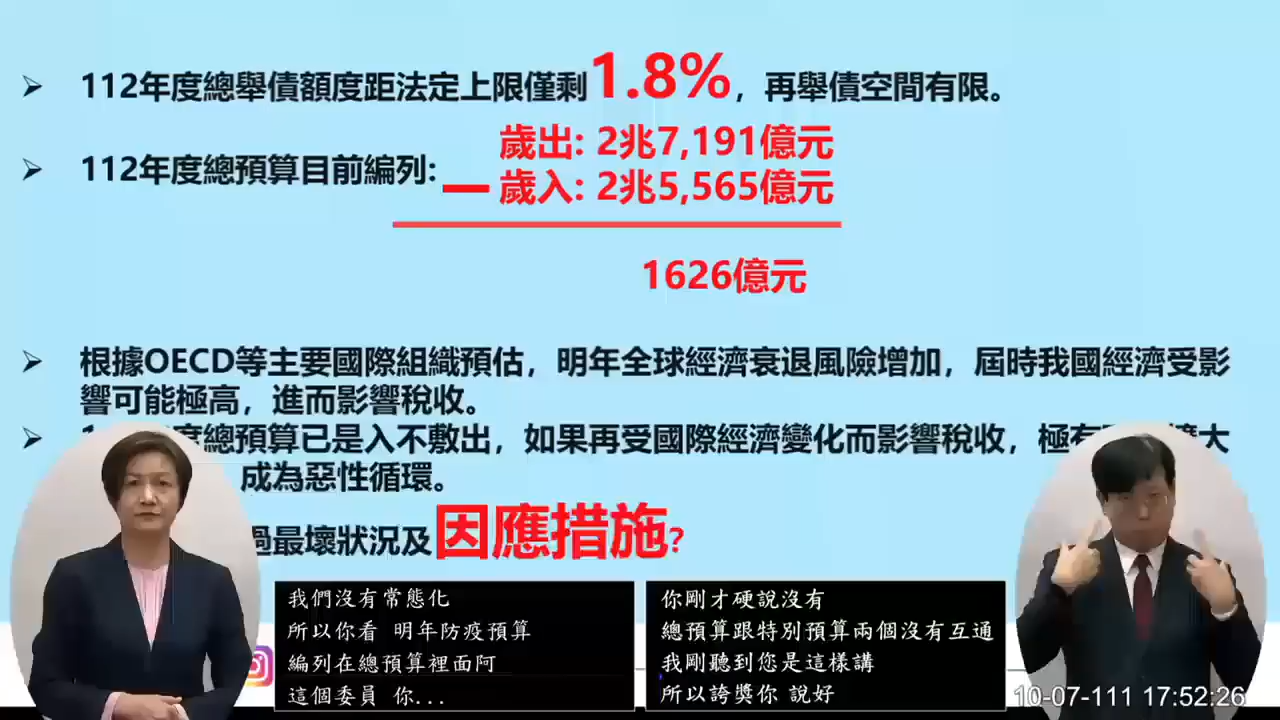 112年度總舉債額度距法定上限僅剩1.8%，再舉債空間有限。
112年度總預算目前編列:
歲出: 2兆7,191億元
— 歲入: 2兆5,565億元
1626億元
根據OECD等主要國際組織預估，明年全球經濟衰退風險增加，屆時我國經濟受影
響可能極高，進而影響稅收。
度總預算已是入不敷出，如果再受國際經濟變化而影響稅收，極有 大
成為惡性循環。
過最壞狀況及因應措施?
我們沒有常態化
所以你看 明年防疫預算
編列在總預算裡面阿
這個委員 你...
你剛才硬說沒有
總預算跟特別預算兩個沒有互通
我剛聽到您是這樣講
所以誇獎你 說好
10-07-111 17:52:26